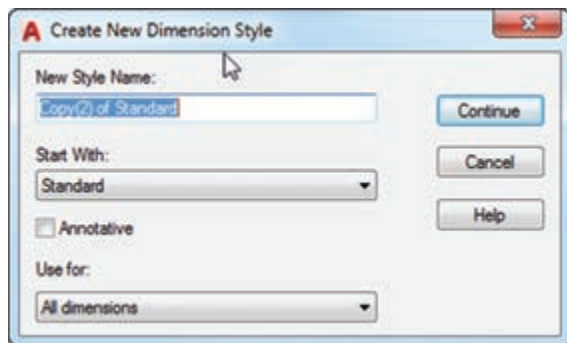 A Create New Dimension Style
New Style Name:
Copy(2) of Standard
Continue
Start With:
Cancel
Standard
Help
Annotative
Use for:
All dimensions